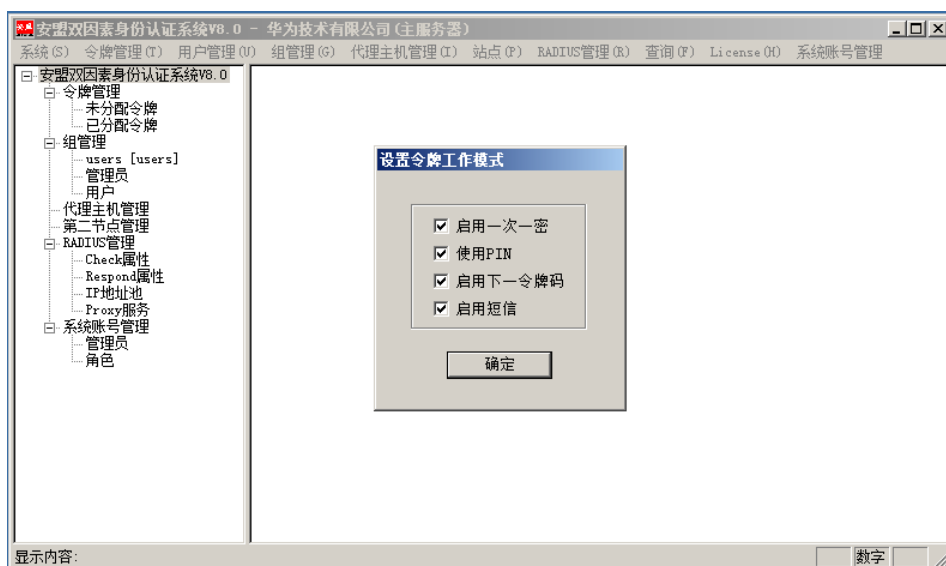 安盟双因素身份认证系统V8.0 - 华为技术有限公司(主服务器)
系统(S) 令牌管理(T) 用户管理(U) 组管理(G) 代理主机管理(I) 站点(P) RADIUS管理(R) 查询(F) License(H) 系统账号管理
安盟双因素身份认证系统V8.0
令牌管理
未分配令牌
已分配令牌
组管理
users [users]
管理员
用户
代理主机管理
第二节点管理
RADIUS管理
Check属性
Respond属性
IP地址池
Proxy服务
系统账号管理
管理员
角色
设置令牌工作模式
启用一次一密
使用PIN
启用下一令牌码
启用短信
确定
显示内容:
数字